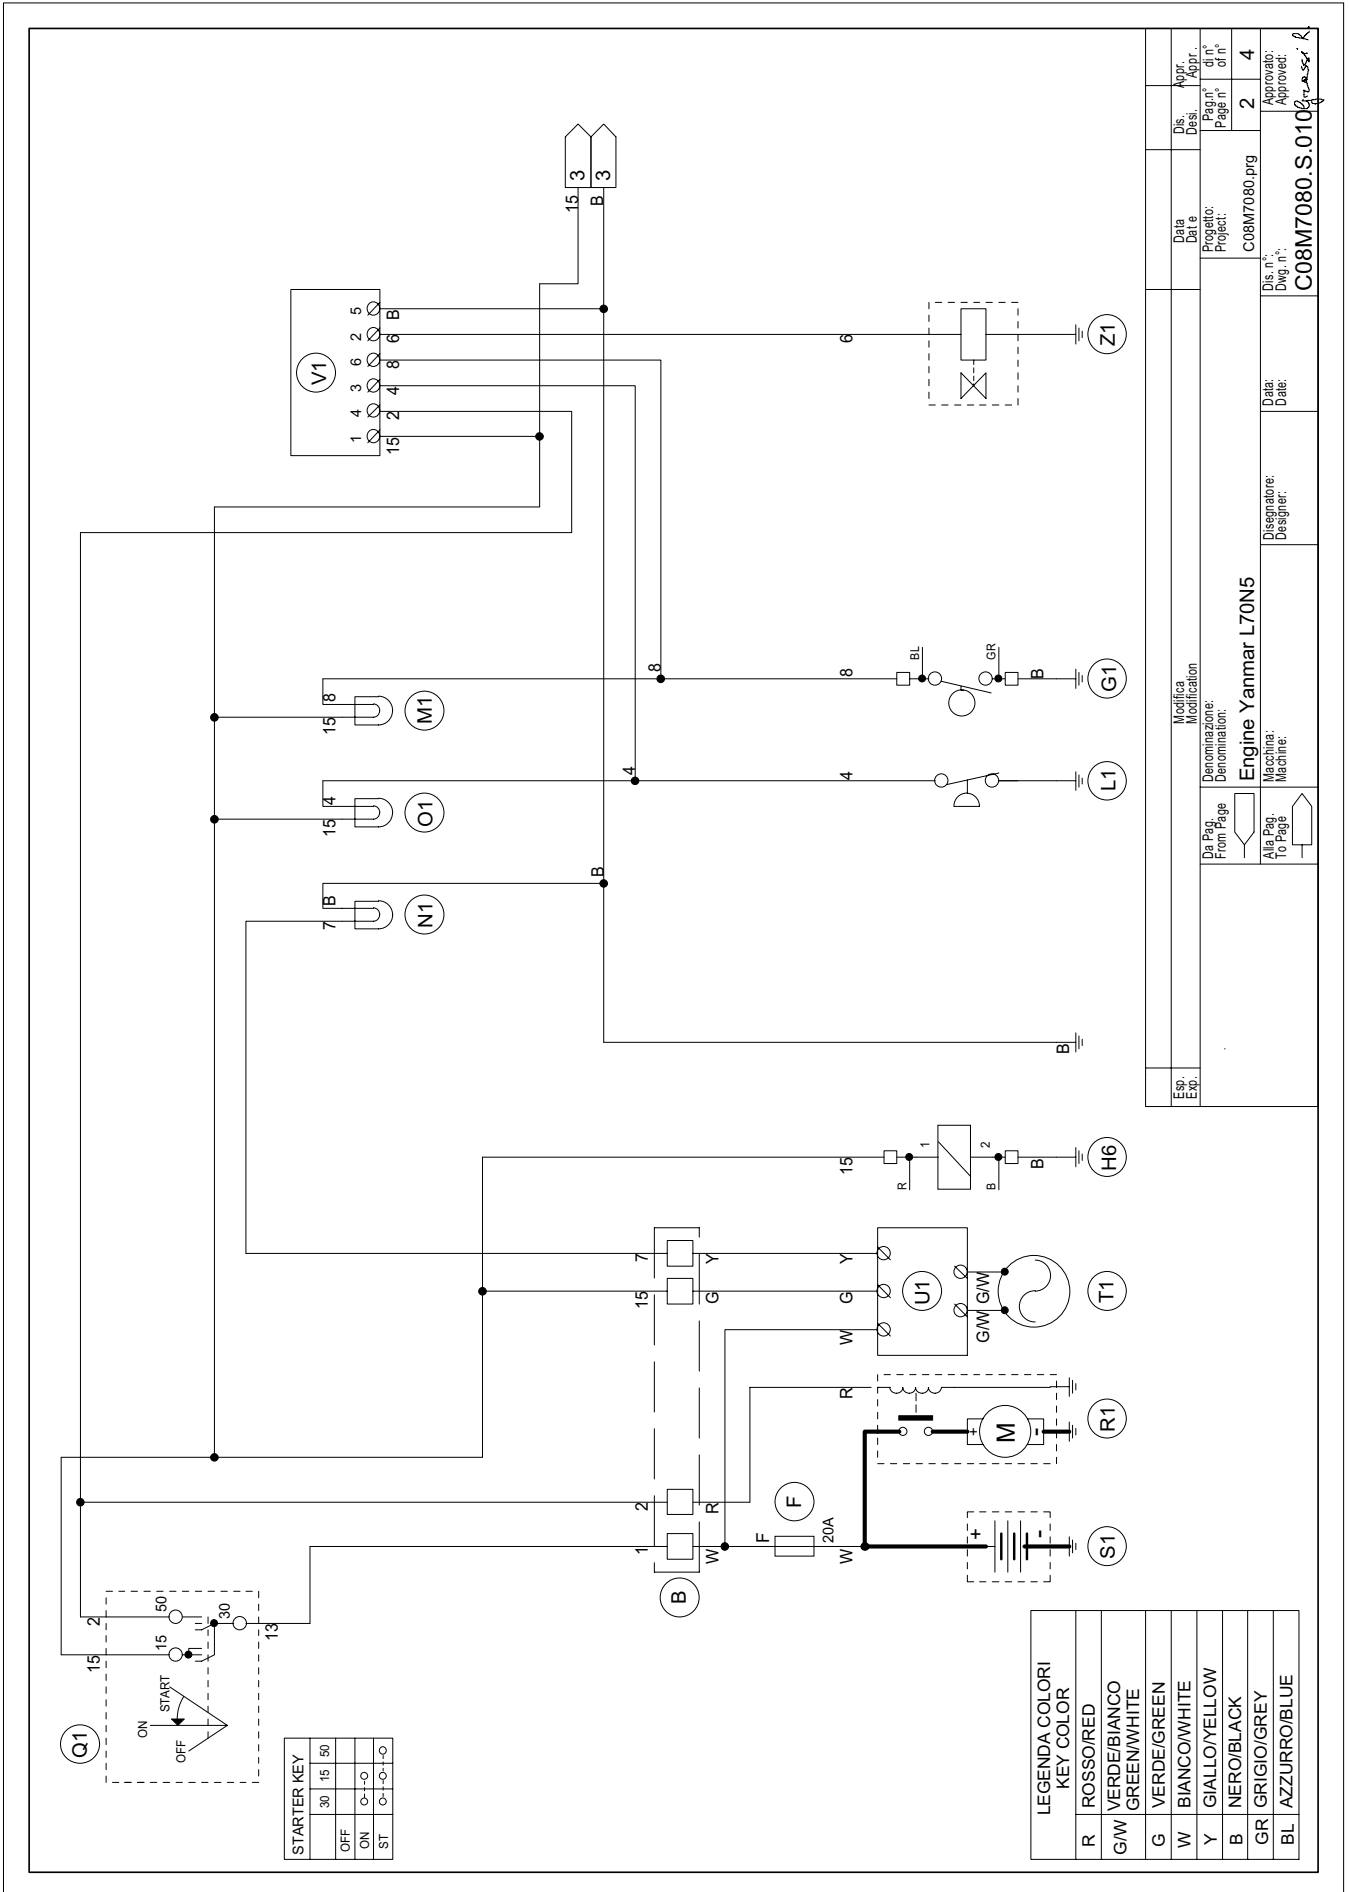 Q1
ON
START
OFF
15
50
30
15
2
13
STARTER KEY
30 15 50
OFF
ON
ST
V1
1 4 3 6 2 5
15 2 4 8 6 B
15
3
B
3
N1
7 B
O1
15 4
M1
15 8
B
4
8
B
1 2 15 7
W R G Y
F
F
20A
W
R
W G Y
U1
G/W G/W
T1
M
+
-
R1
+
-
S1
15
R
1
2
B
B
H6
B
4
L1
8
BL
GR
B
G1
6
Z1
LEGENDA COLORI
KEY COLOR
R ROSSO/RED
G/W VERDE/BIANCO
GREEN/WHITE
G VERDE/GREEN
W BIANCO/WHITE
Y GIALLO/YELLOW
B NERO/BLACK
GR GRIGIO/GREY
BL AZZURRO/BLUE
Esp.
Exp.
Modifica
Modification
Data
Dat e
Dis.
Desi.
Appr.
Appr.
Da Pag.
From Page
Alla Pag.
To Page
Denominazione:
Denomination:
Engine Yanmar L70N5
Progetto:
Project:
C08M7080.prg
Pag.n°
Page n°
2
di n°
of n°
4
Macchina:
Machine:
Disegnatore:
Designer:
Data:
Date:
Dis. n°:
Dwg. n°:
C08M7080.S.010
Approvato:
Approved:
Grossi R.